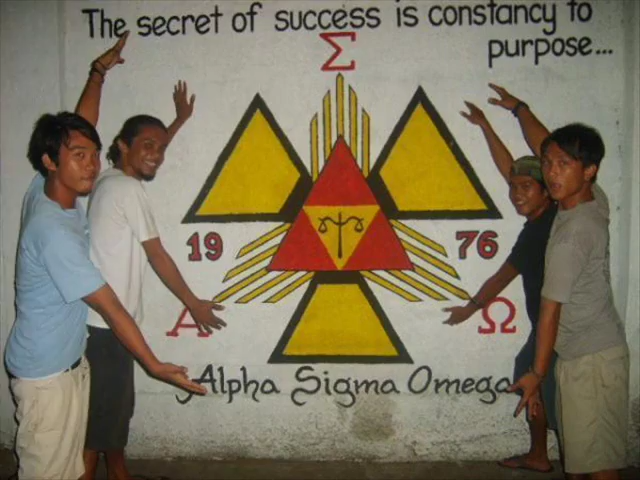 The secret of success is constancy to
purpose...
Σ
19 76
A Ω
Alpha Sigma Omega